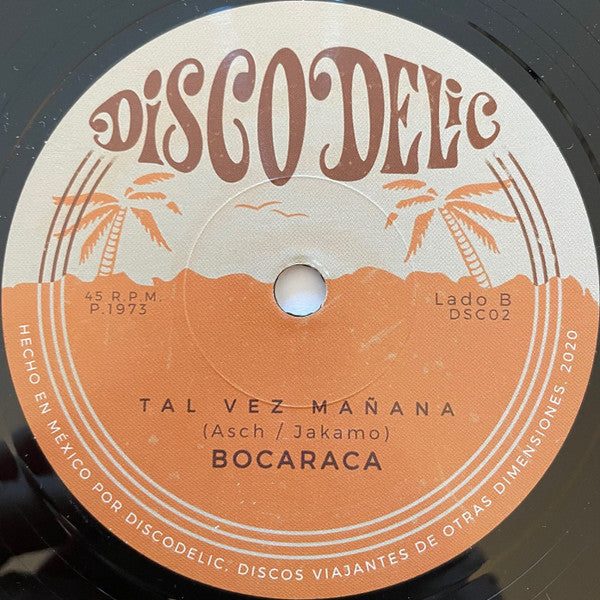 DISCODELIC
45 R.P.M.
P.1973
Lado B
DSC02
TAL VEZ MAÑANA
(Asch / Jakamo)
BOCARACA
HECHO EN MÉXICO POR DISCODELIC, DISCOS VIAJANTES DE OTRAS DIMENSIONES, 2020